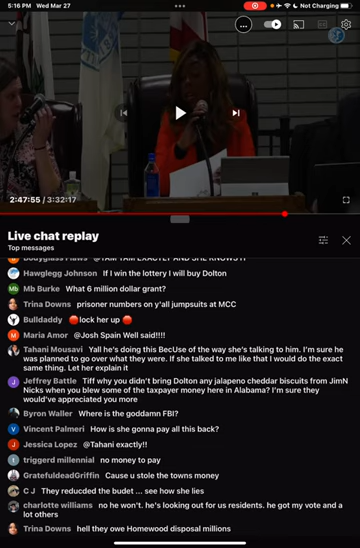 5:16 PM Wed Mar 27
Not Charging
2:47:55 / 3:32:17
Live chat replay
Top messages
Hawglegg Johnson If I win the lottery I will buy Dolton
Mb Mb Burke What 6 million dollar grant?
Trina Downs prisoner numbers on y'all jumpsuits at MCC
Bulldaddy 🛑lock her up 🛑
Maria Amor @Josh Spain Well said!!!!
Tahani Mousavi Yall he's doing this BecUse of the way she's talking to him. I'm sure he
was planned to go over what they were. If she talked to me like that I would do the exact
same thing. Let her explain it
J Jeffrey Battle Tiff why you didn't bring Dolton any jalapeno cheddar biscuits from JimN
Nicks when you blew some of the taxpayer money here in Alabama? I'm sure they
would've appreciated you more
Byron Waller Where is the goddamn FBI?
Vincent Palmeri How is she gonna pay all this back?
J Jessica Lopez @Tahani exactly!!
t triggerd millennial no money to pay
GratefuldeadGriffin Cause u stole the towns money
C J They reducded the budet ... see how she lies
charlotte williams no he won't. he's looking out for us residents. he got my vote and a
lot others
Trina Downs hell they owe Homewood disposal millions